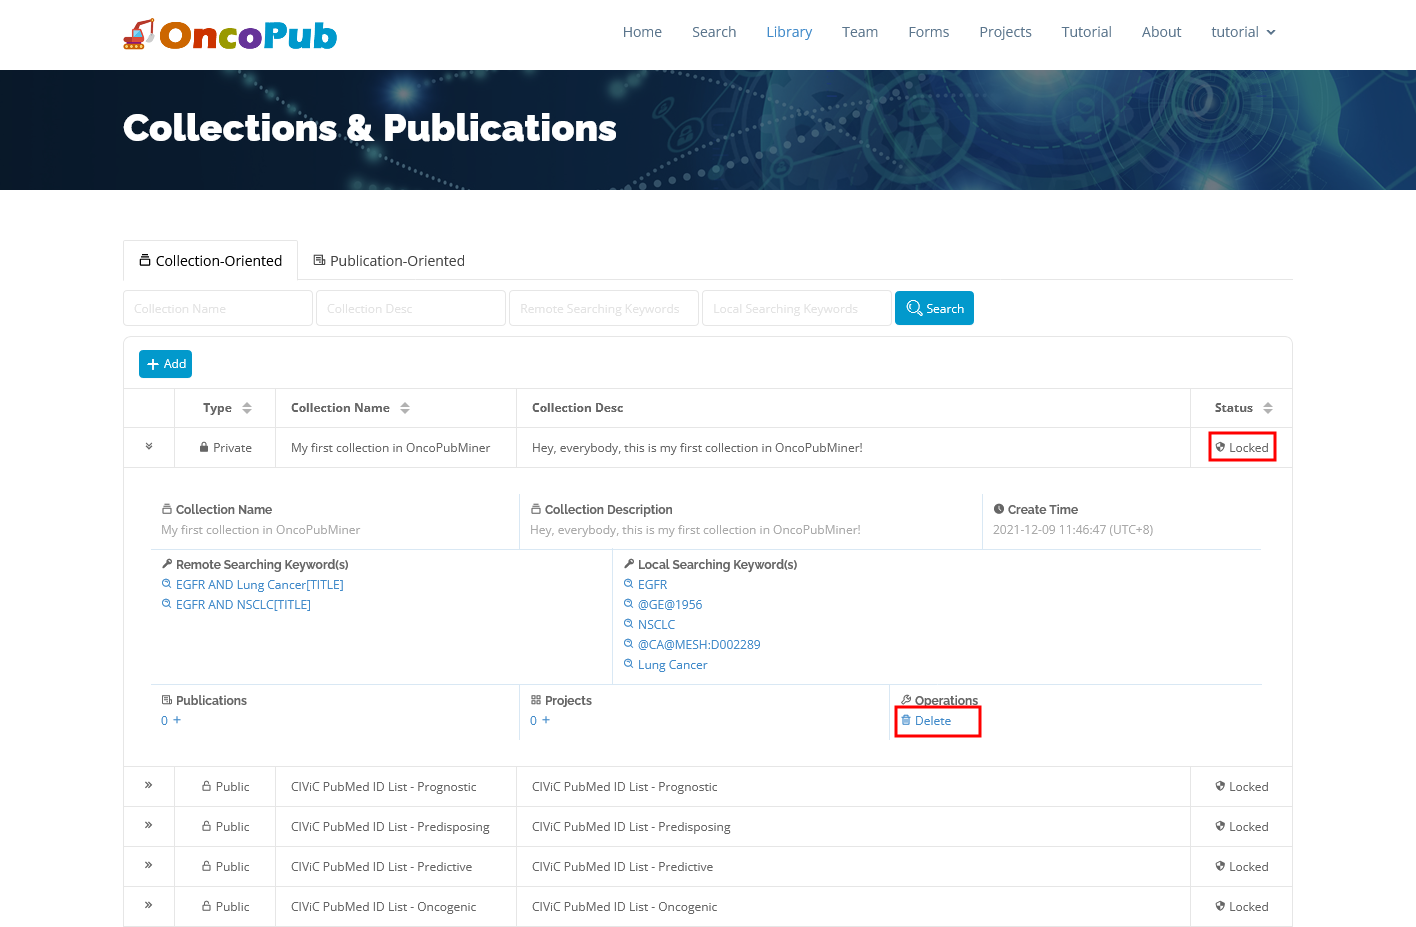 OncoPub
Home Search Library Team Forms Projects Tutorial About tutorial
Collections & Publications
Collection-Oriented Publication-Oriented
Collection Name Collection Desc Remote Searching Keywords Local Searching Keywords Search
Add
Type Collection Name Collection Desc Status
Private My first collection in OncoPubMiner Hey, everybody, this is my first collection in OncoPubMiner! Locked
Collection Name Collection Description Create Time
My first collection in OncoPubMiner Hey, everybody, this is my first collection in OncoPubMiner! 2021-12-09 11:46:47 (UTC+8)
Remote Searching Keyword(s) Local Searching Keyword(s)
EGFR AND Lung Cancer[TITLE] EGFR
EGFR AND NSCLC[TITLE] @GE@1956
NSCLC
@CA@MESH:D002289
Lung Cancer
Publications Projects Operations
0 + 0 + Delete
Public CIViC PubMed ID List - Prognostic CIViC PubMed ID List - Prognostic Locked
Public CIViC PubMed ID List - Predisposing CIViC PubMed ID List - Predisposing Locked
Public CIViC PubMed ID List - Predictive CIViC PubMed ID List - Predictive Locked
Public CIViC PubMed ID List - Oncogenic CIViC PubMed ID List - Oncogenic Locked